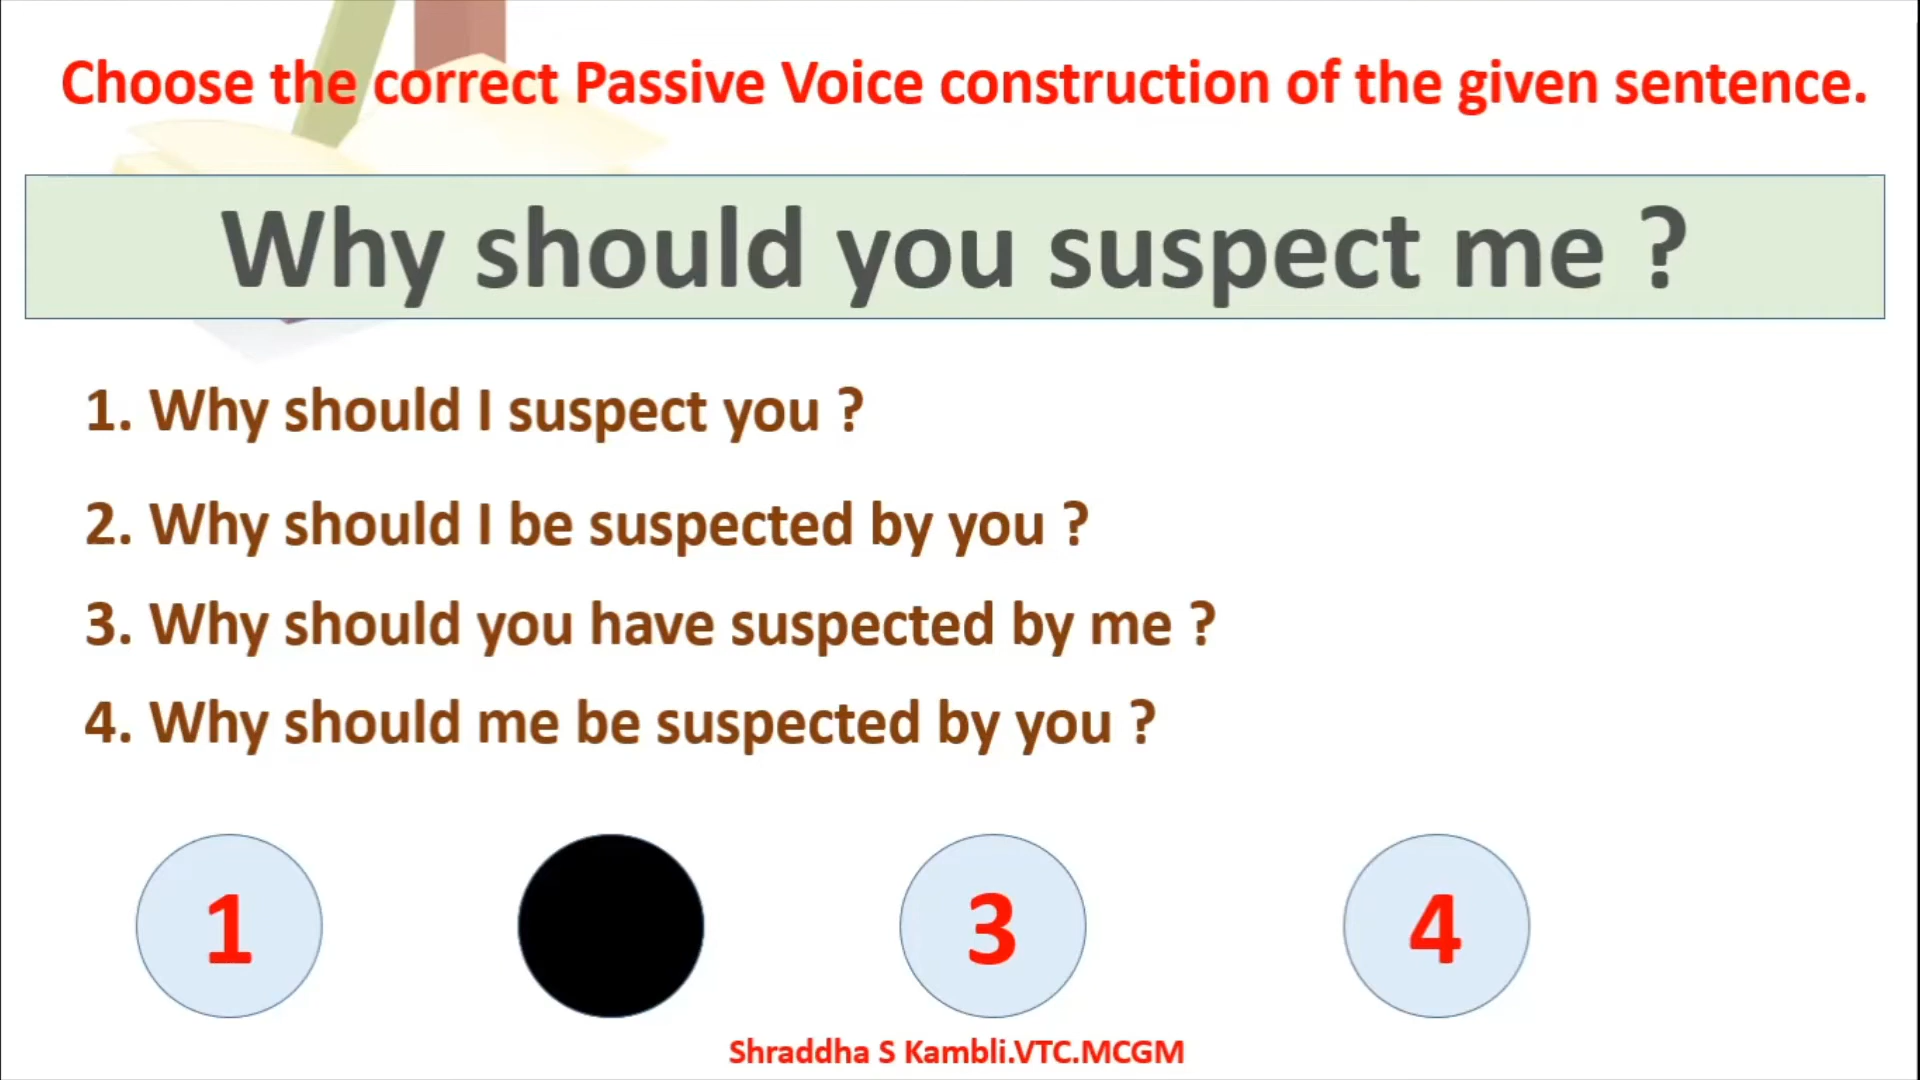 Choose the correct Passive Voice construction of the given sentence.
Why should you suspect me ?
1. Why should I suspect you ?
2. Why should I be suspected by you ?
3. Why should you have suspected by me ?
4. Why should me be suspected by you ?
1 3 4
Shraddha S Kambli.VTC.MCGM